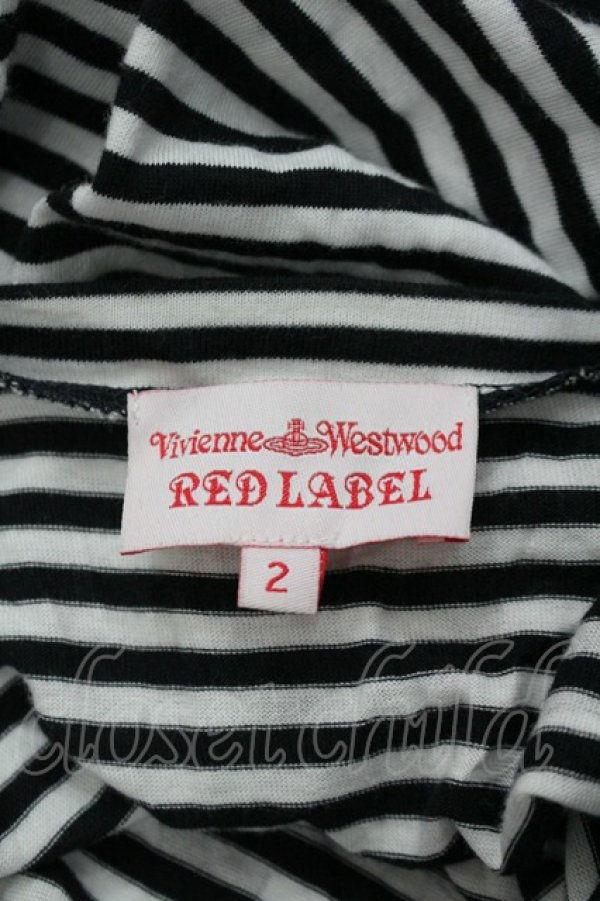 Vivienne Westwood
RED LABEL
2
closet child